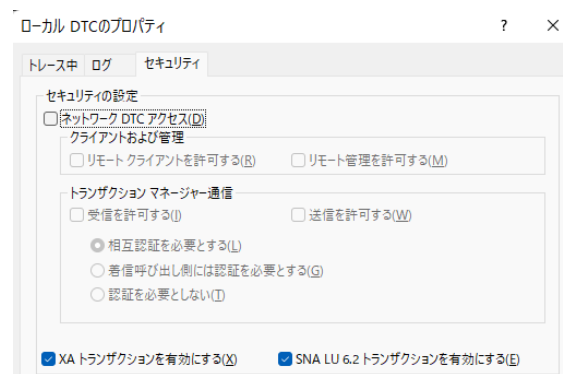 ローカル DTCのプロパティ ? ×
トレース中 ログ セキュリティ
セキュリティの設定
ネットワーク DTC アクセス(D)
クライアントおよび管理
リモート クライアントを許可する(R) リモート管理を許可する(M)
トランザクション マネージャー通信
受信を許可する(I) 送信を許可する(W)
相互認証を必要とする(L)
着信呼び出し側には認証を必要とする(G)
認証を必要としない(T)
XA トランザクションを有効にする(X) SNA LU 6.2 トランザクションを有効にする(E)